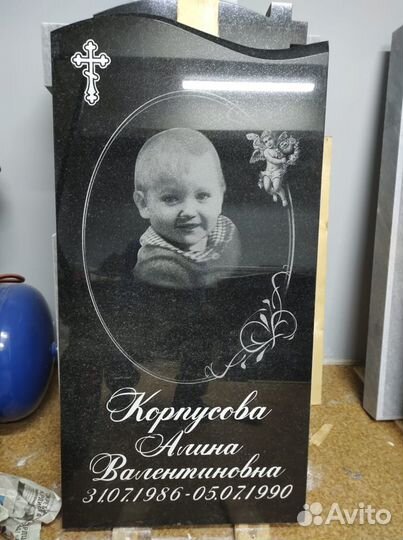 Корпусова
Алина
Валентиновна
31.07.1986-05.07.1990
Avito